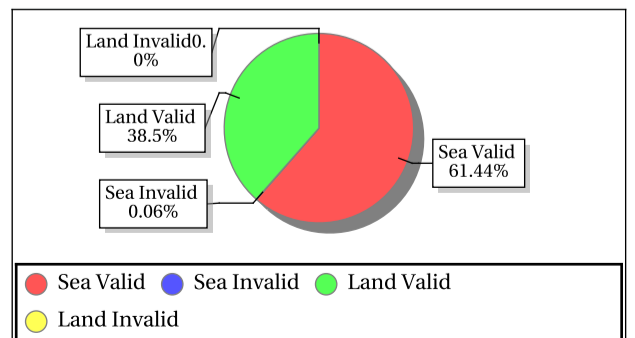 Land Invalid0.
0%
Land Valid
38.5%
Sea Invalid
0.06%
Sea Valid
61.44%
Sea Valid Sea Invalid Land Valid
Land Invalid